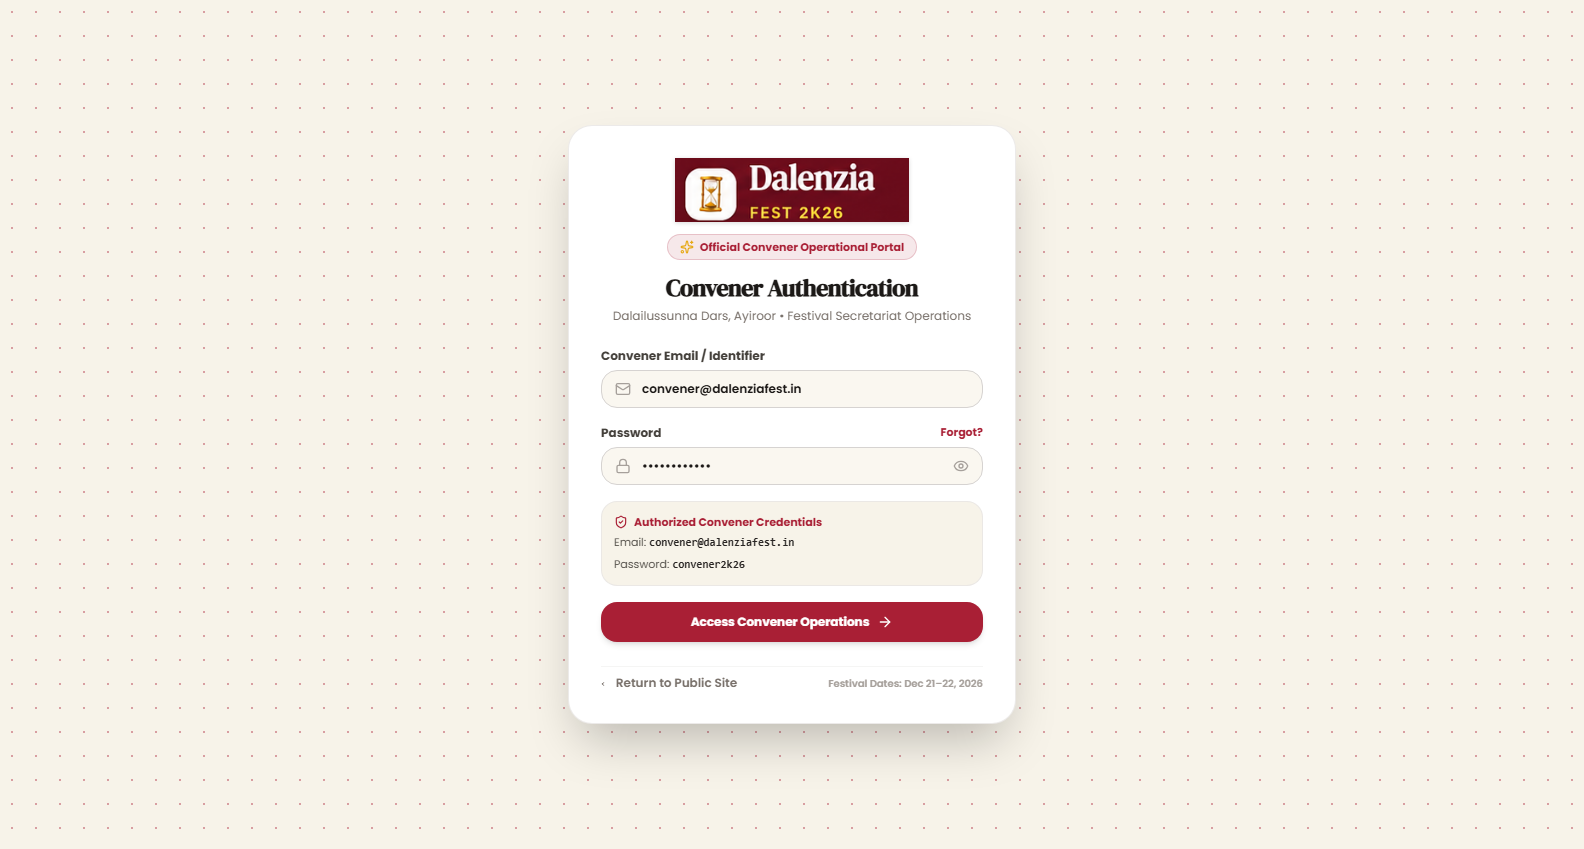 Dalenzia
FEST 2K26
Official Convener Operational Portal
Convener Authentication
Dalailussunna Dars, Ayiroor • Festival Secretariat Operations
Convener Email / Identifier
convener@dalenziafest.in
Password Forgot?
••••••••••••
Authorized Convener Credentials
Email: convener@dalenziafest.in
Password: convener2k26
Access Convener Operations →
‹ Return to Public Site Festival Dates: Dec 21–22, 2026